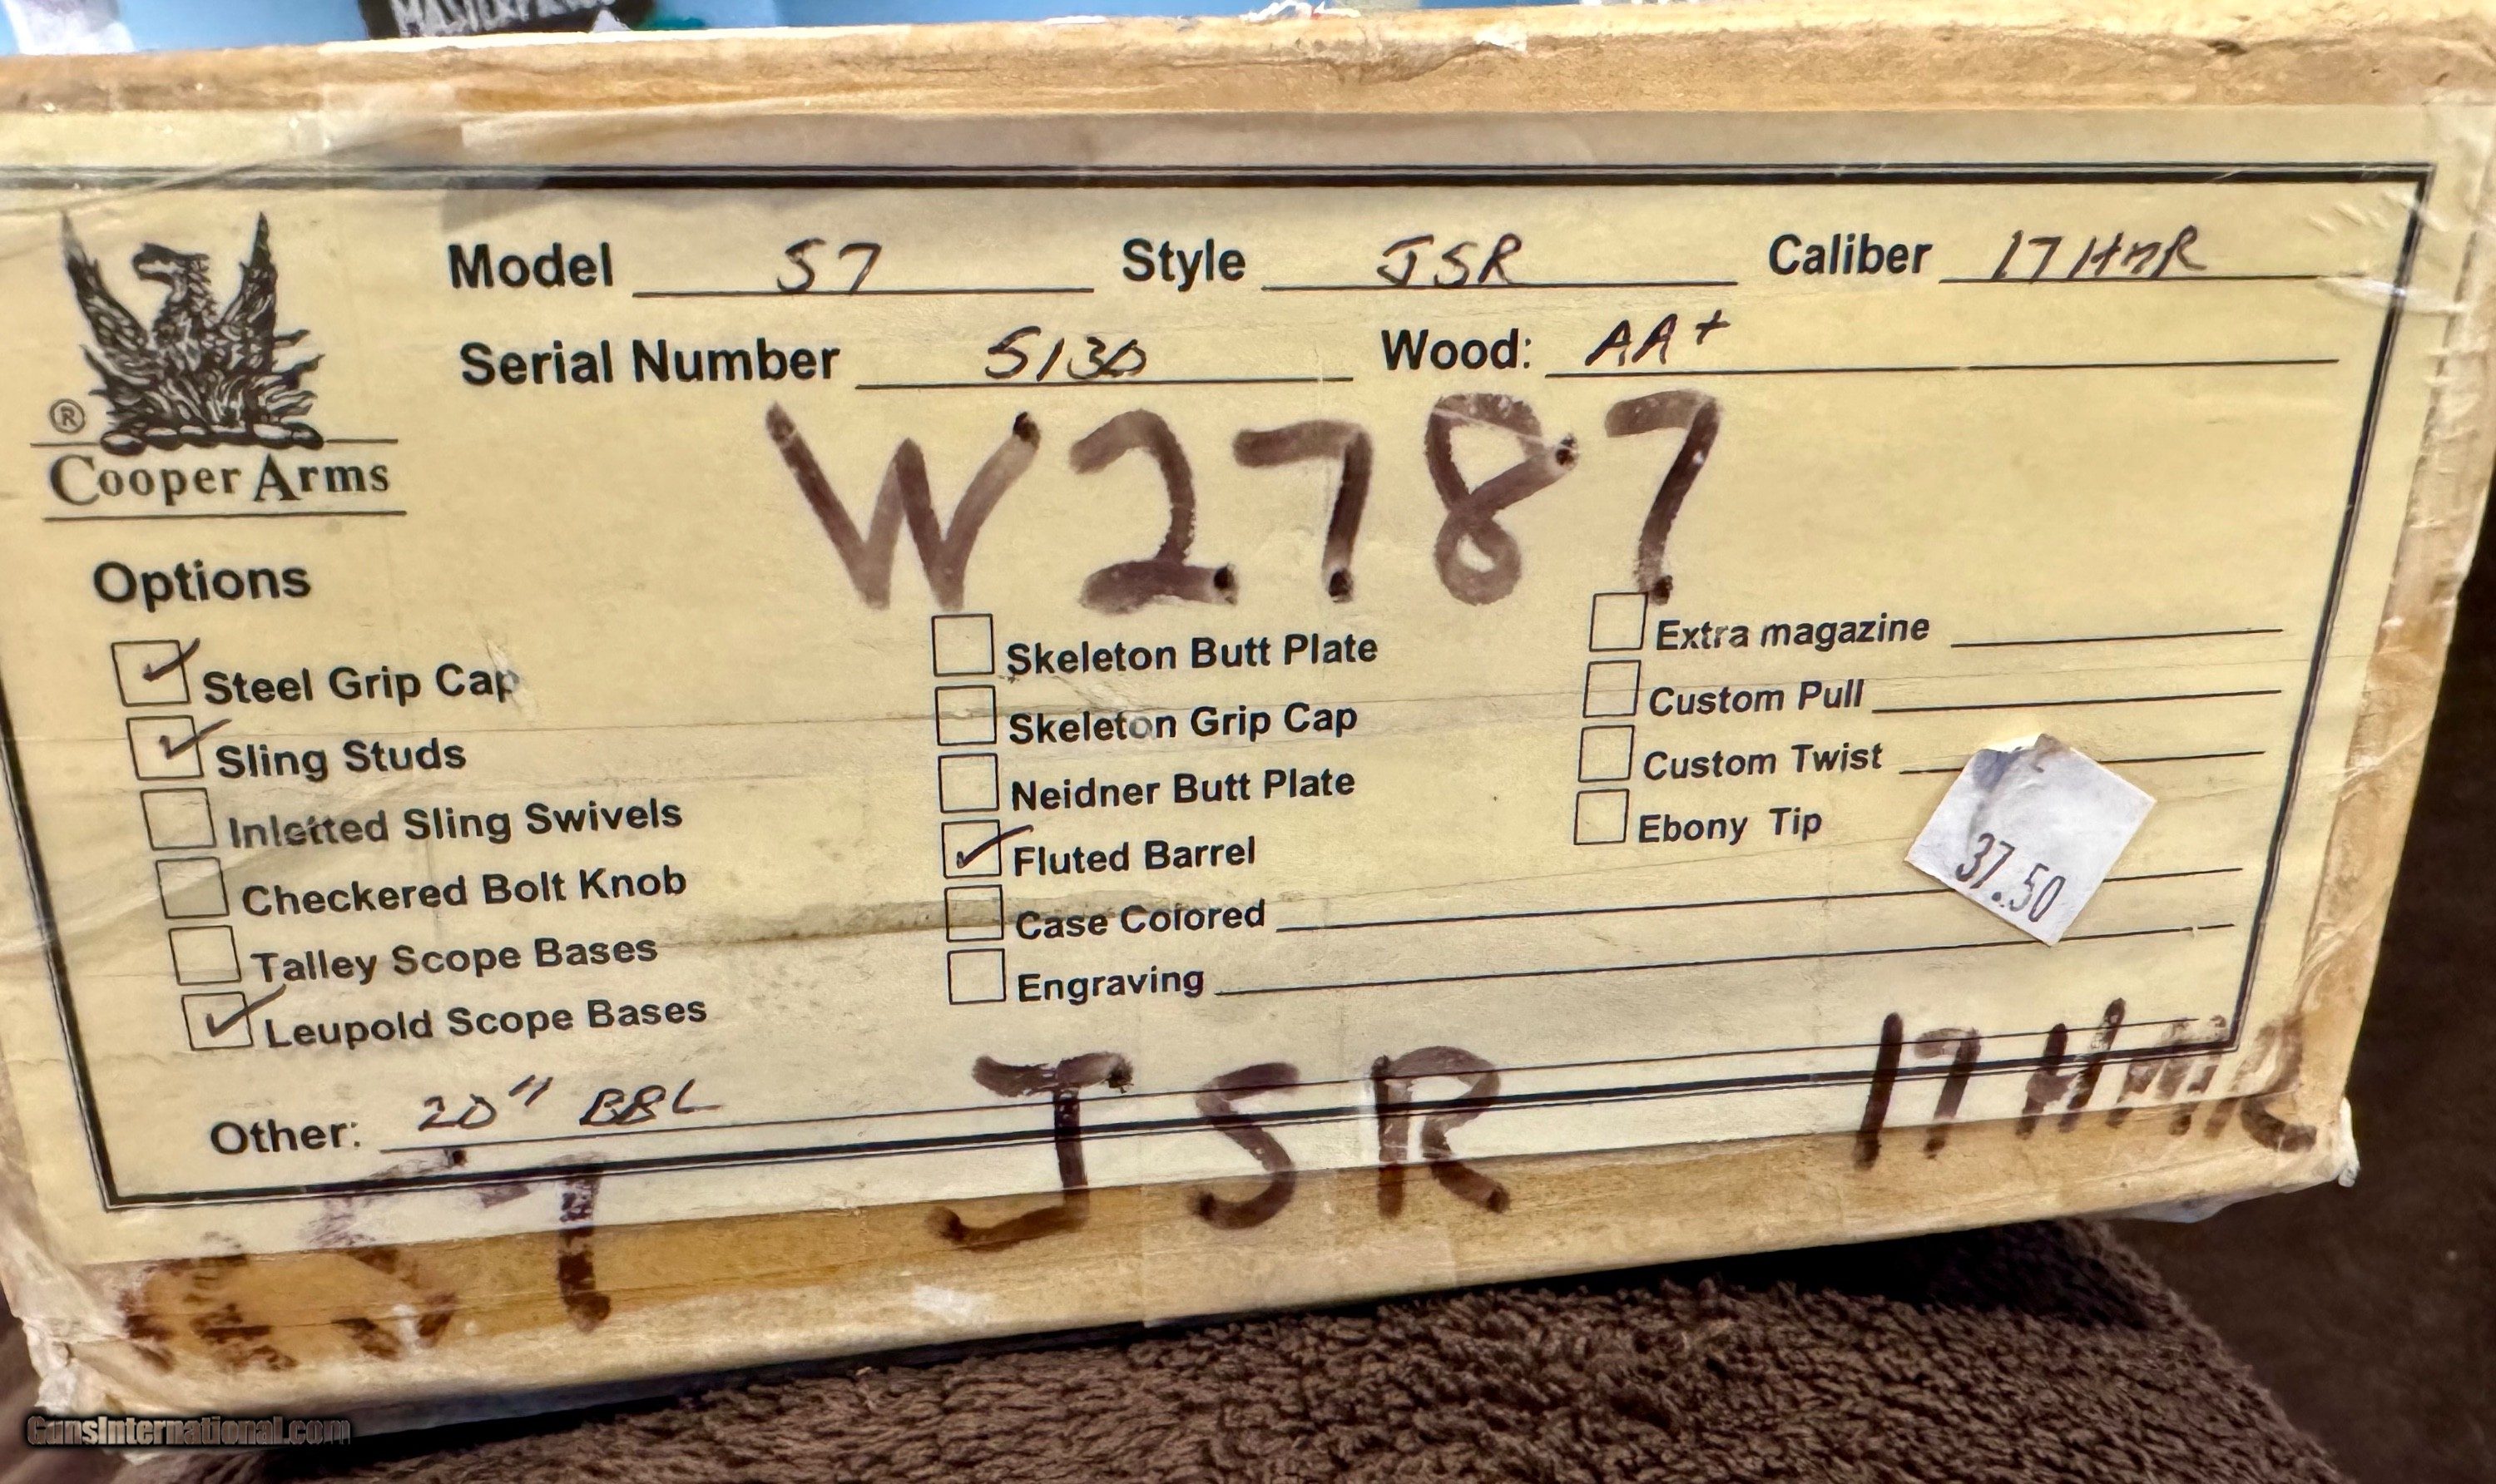 Model 57 Style JSR Caliber 17 HMR
Serial Number 5130 Wood: AA+
®
Cooper Arms
W2787
Options
Steel Grip Cap
Sling Studs
Inletted Sling Swivels
Checkered Bolt Knob
Talley Scope Bases
Leupold Scope Bases
Skeleton Butt Plate
Skeleton Grip Cap
Neidner Butt Plate
Fluted Barrel
Case Colored
Engraving
Extra magazine
Custom Pull
Custom Twist
Ebony Tip
37.50
Other: 20" BBL
57 JSR 17 HMR
GunsInternational.com